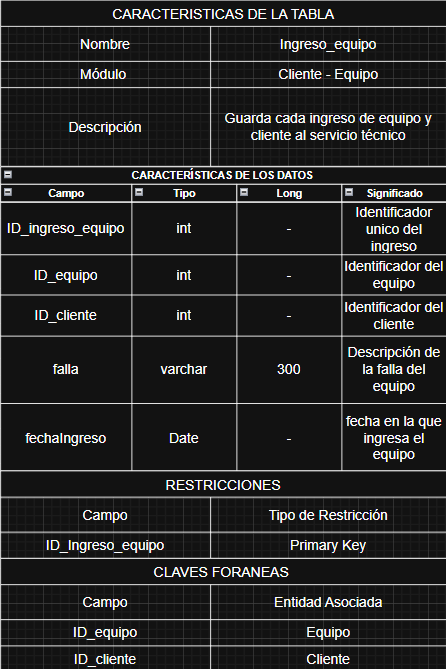 CARACTERISTICAS DE LA TABLA
Nombre Ingreso_equipo
Módulo Cliente - Equipo
Descripción Guarda cada ingreso de equipo y
cliente al servicio técnico
CARACTERÍSTICAS DE LOS DATOS
Campo Tipo Long Significado
ID_ingreso_equipo int - Identificador
unico del
ingreso
ID_equipo int - Identificador del
equipo
ID_cliente int - Identificador del
cliente
falla varchar 300 Descripción de
la falla del
equipo
fechaIngreso Date - fecha en la que
ingresa el
equipo
RESTRICCIONES
Campo Tipo de Restricción
ID_Ingreso_equipo Primary Key
CLAVES FORANEAS
Campo Entidad Asociada
ID_equipo Equipo
ID_cliente Cliente